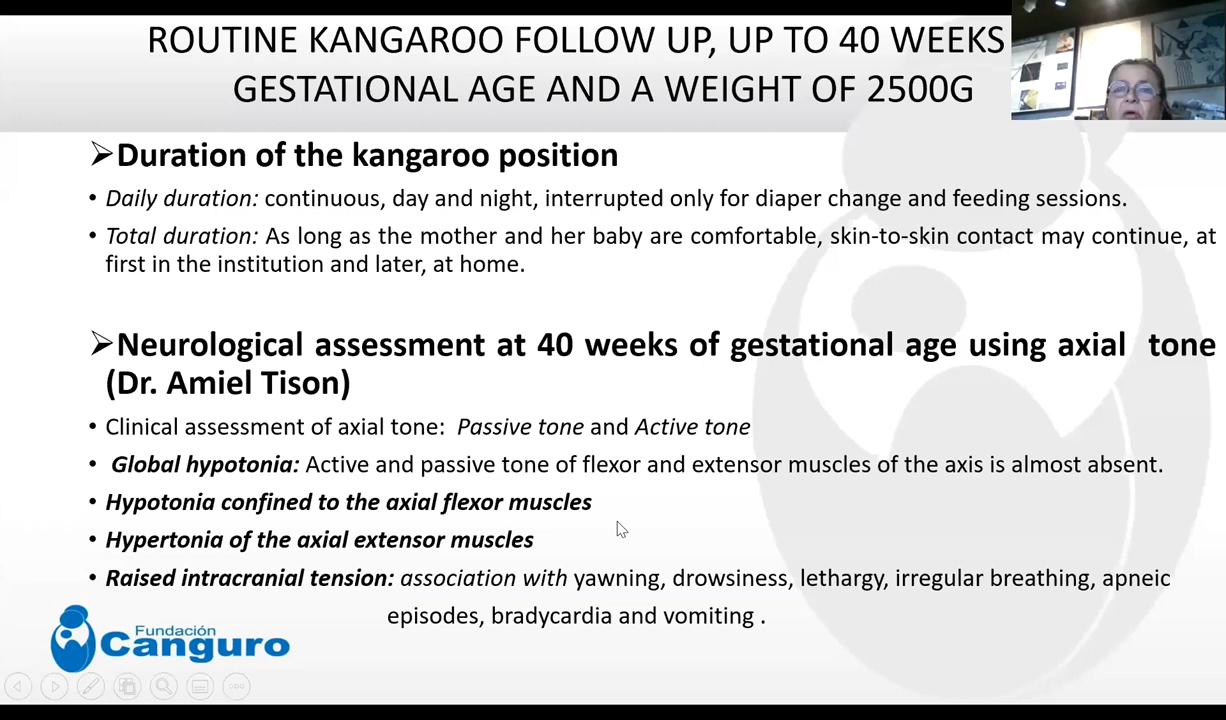 ROUTINE KANGAROO FOLLOW UP, UP TO 40 WEEKS
GESTATIONAL AGE AND A WEIGHT OF 2500G
➢Duration of the kangaroo position
• Daily duration: continuous, day and night, interrupted only for diaper change and feeding sessions.
• Total duration: As long as the mother and her baby are comfortable, skin-to-skin contact may continue, at
first in the institution and later, at home.
➢Neurological assessment at 40 weeks of gestational age using axial tone
(Dr. Amiel Tison)
• Clinical assessment of axial tone: Passive tone and Active tone
• Global hypotonia: Active and passive tone of flexor and extensor muscles of the axis is almost absent.
• Hypotonia confined to the axial flexor muscles
• Hypertonia of the axial extensor muscles
• Raised intracranial tension: association with yawning, drowsiness, lethargy, irregular breathing, apneic
episodes, bradycardia and vomiting .
Fundación
Canguro